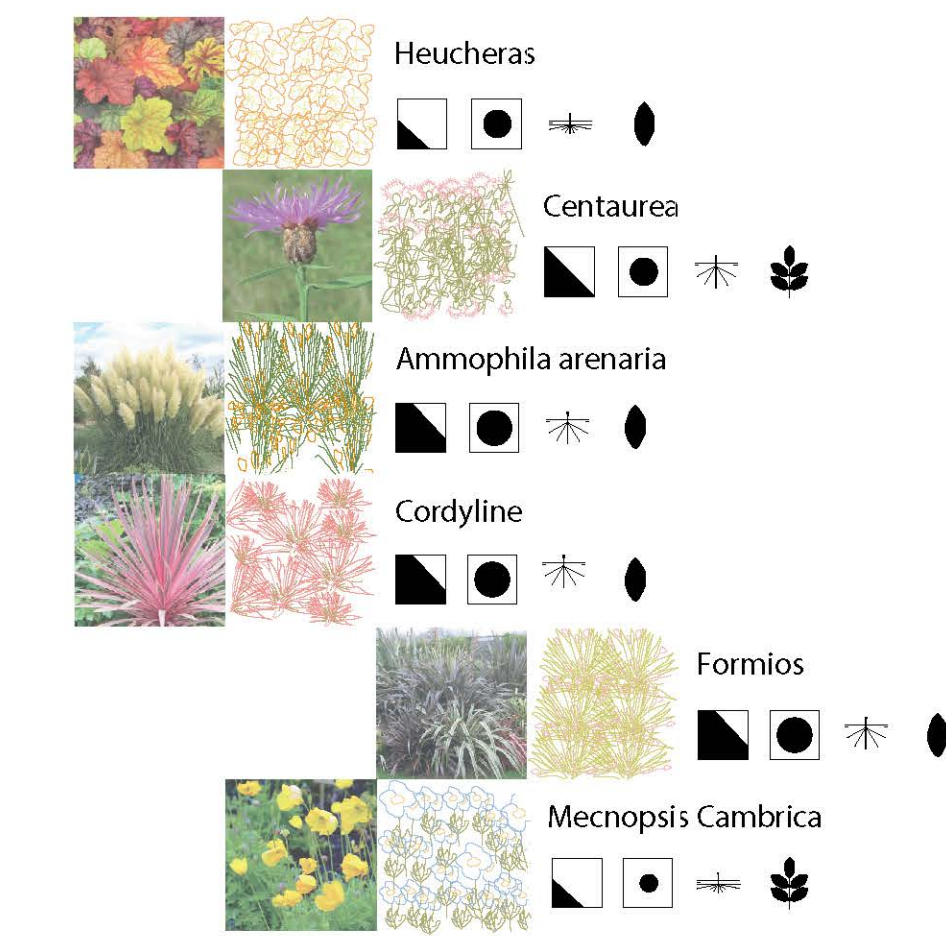 Heucheras
Centaurea
Ammophila arenaria
Cordyline
Formios
Mecnopsis Cambrica